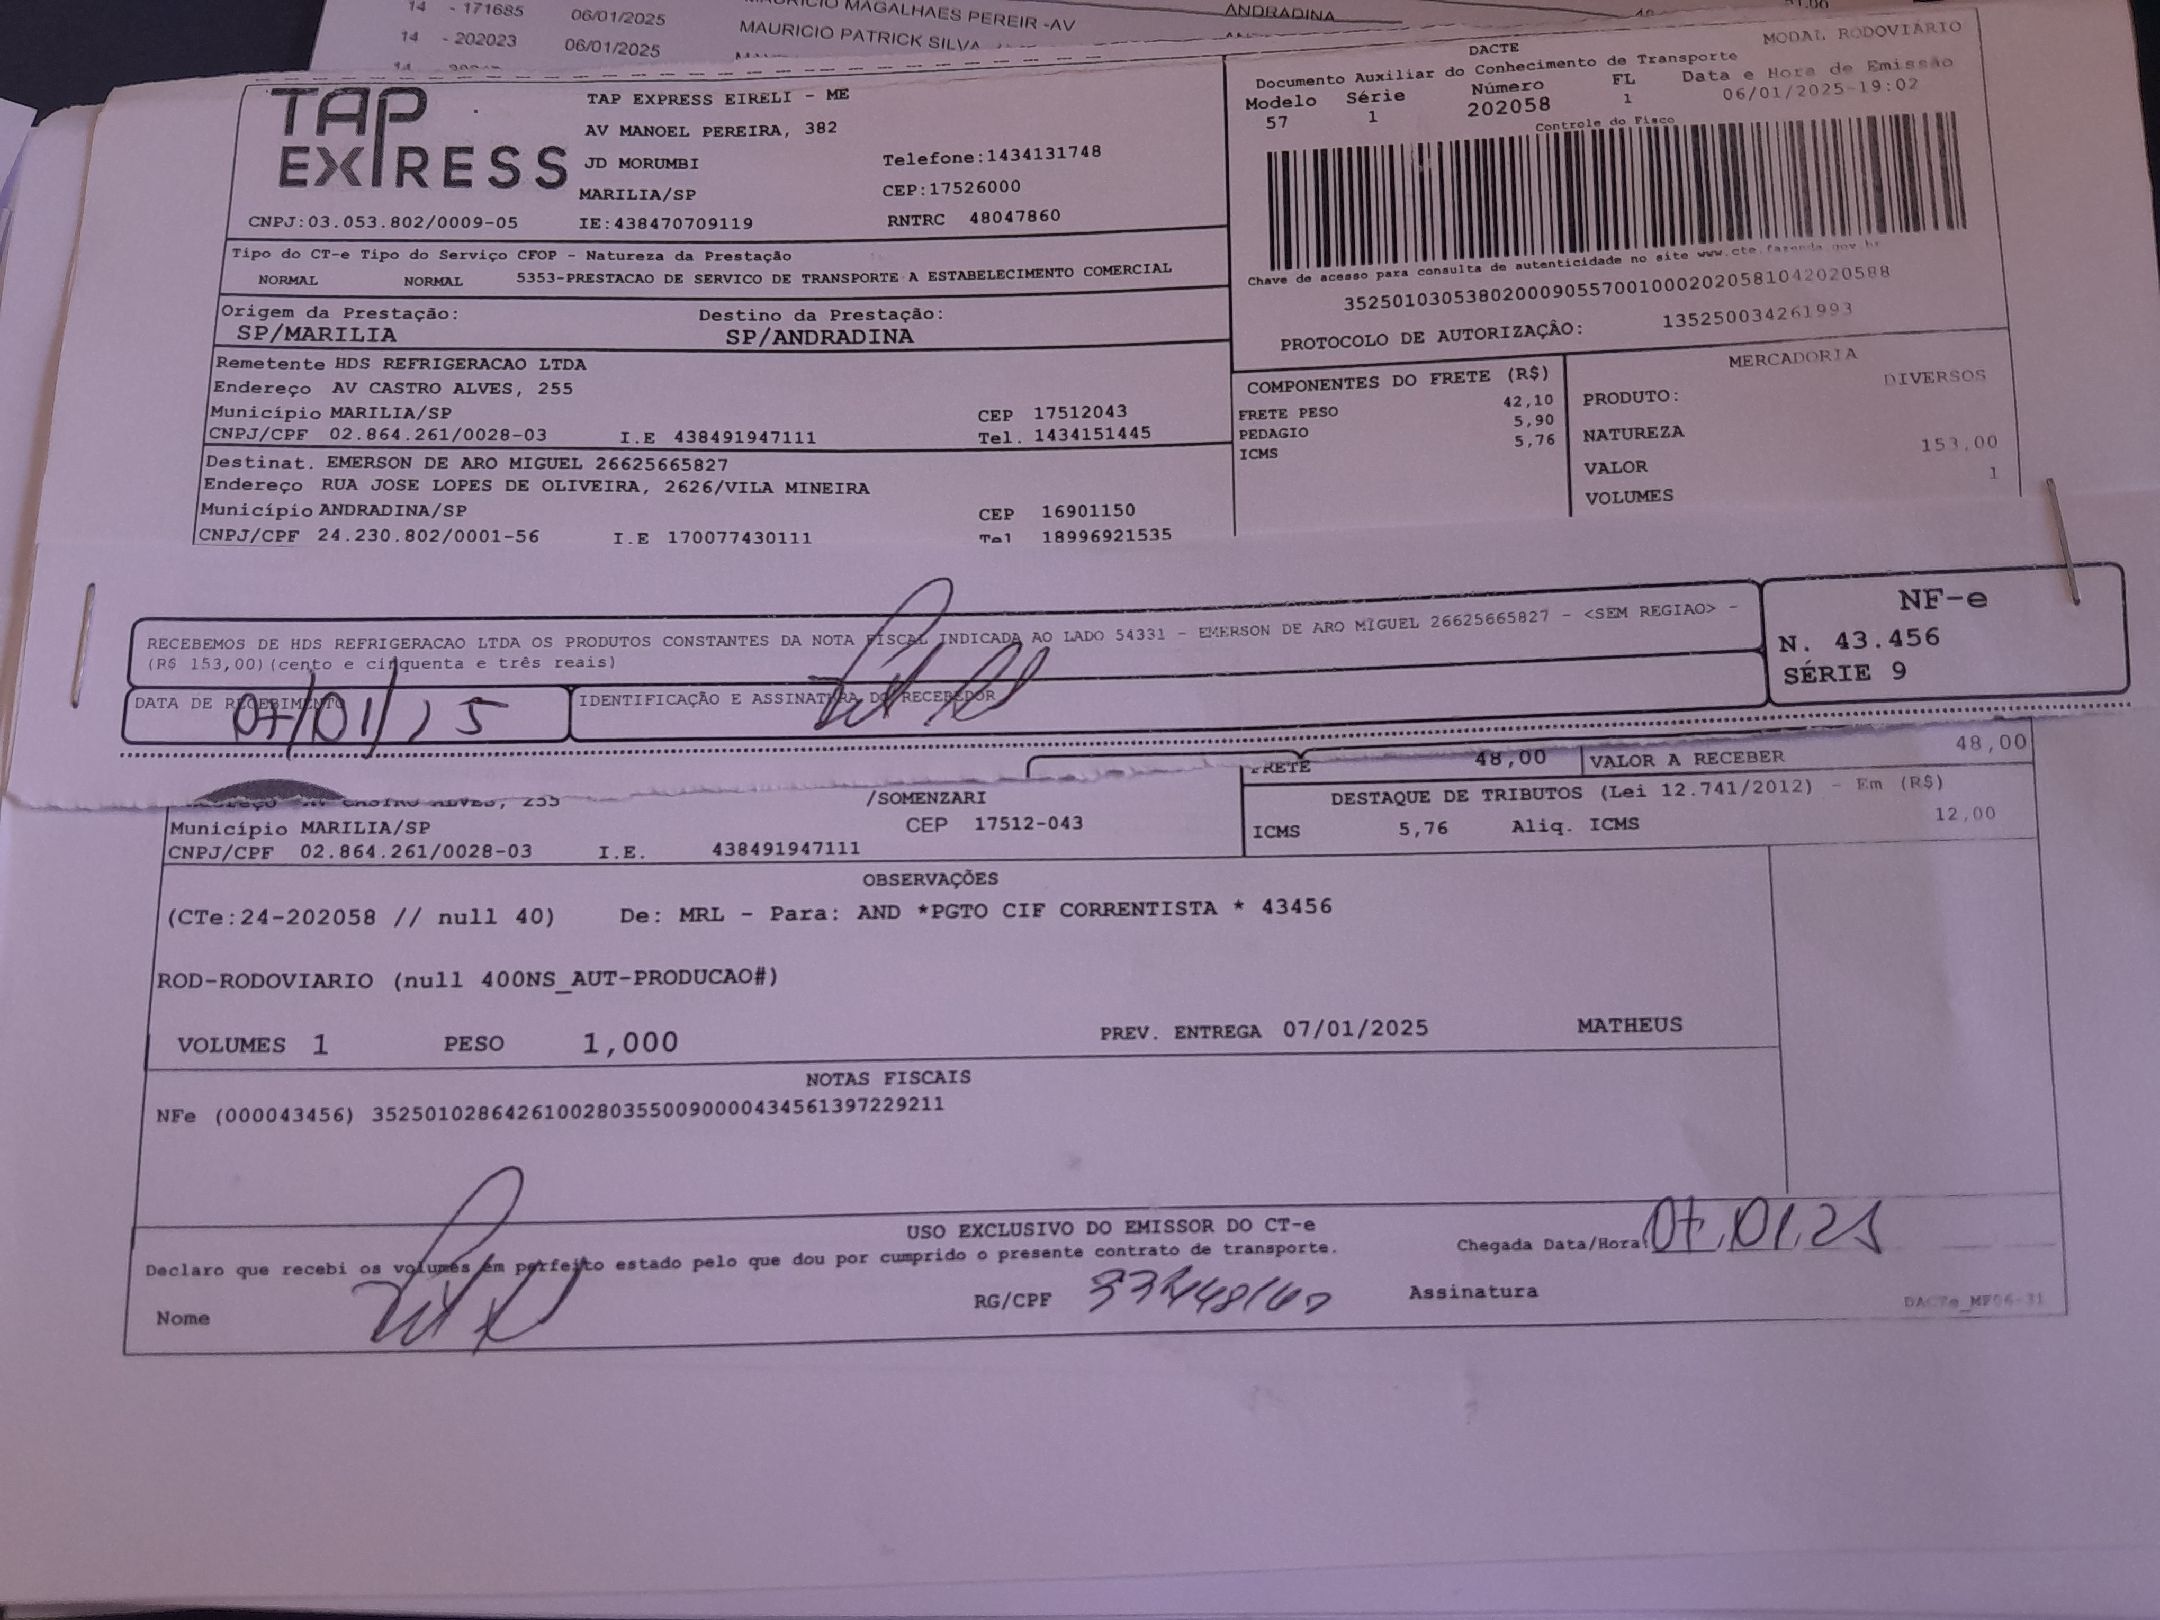 14 - 171685 06/01/2025 MAURICIO MAGALHAES PEREIR -AV ANDRADINA
14 - 202023 06/01/2025 MAURICIO PATRICK SILVA
TAP EXPRESS
TAP EXPRESS EIRELI - ME
AV MANOEL PEREIRA, 382
JD MORUMBI Telefone:1434131748
MARILIA/SP CEP:17526000
CNPJ:03.053.802/0009-05 IE:438470709119 RNTRC 48047860
DACTE MODAL RODOVIARIO
Documento Auxiliar do Conhecimento de Transporte
Modelo Série Número FL Data e Hora de Emissão
57 1 202058 1 06/01/2025-19:02
Controle do Fisco
Chave de acesso para consulta de autenticidade no site www.cte.fazenda.gov.br
35250103053802000905570010002020581042020588
PROTOCOLO DE AUTORIZAÇÂO: 135250034261993
Tipo do CT-e Tipo do Serviço CFOP - Natureza da Prestação
NORMAL NORMAL 5353-PRESTACAO DE SERVICO DE TRANSPORTE A ESTABELECIMENTO COMERCIAL
Origem da Prestação: Destino da Prestação:
SP/MARILIA SP/ANDRADINA
Remetente HDS REFRIGERACAO LTDA
Endereço AV CASTRO ALVES, 255
Município MARILIA/SP CEP 17512043
CNPJ/CPF 02.864.261/0028-03 I.E 438491947111 Tel. 1434151445
Destinat. EMERSON DE ARO MIGUEL 26625665827
Endereço RUA JOSE LOPES DE OLIVEIRA, 2626/VILA MINEIRA
Município ANDRADINA/SP CEP 16901150
CNPJ/CPF 24.230.802/0001-56 I.E 170077430111 Tel 18996921535
COMPONENTES DO FRETE (R$)
FRETE PESO 42,10
PEDAGIO 5,90
ICMS 5,76
MERCADORIA
PRODUTO: DIVERSOS
NATUREZA
VALOR 153,00
VOLUMES 1
RECEBEMOS DE HDS REFRIGERACAO LTDA OS PRODUTOS CONSTANTES DA NOTA FISCAL INDICADA AO LADO 54331 - EMERSON DE ARO MIGUEL 26625665827 - <SEM REGIAO> -
(R$ 153,00)(cento e cinquenta e três reais)
DATA DE RECEBIMENTO 07/01/25 IDENTIFICAÇÃO E ASSINATURA DO RECEBEDOR
NF-e
N. 43.456
SÉRIE 9
FRETE 48,00 VALOR A RECEBER 48,00
CASTRO ALVES, 255 /SOMENZARI
Município MARILIA/SP CEP 17512-043
CNPJ/CPF 02.864.261/0028-03 I.E. 438491947111
DESTAQUE DE TRIBUTOS (Lei 12.741/2012) - Em (R$)
ICMS 5,76 Aliq. ICMS 12,00
OBSERVAÇÕES
(CTe:24-202058 // null 40) De: MRL - Para: AND *PGTO CIF CORRENTISTA * 43456
ROD-RODOVIARIO (null 400NS_AUT-PRODUCAO#)
VOLUMES 1 PESO 1,000 PREV. ENTREGA 07/01/2025 MATHEUS
NOTAS FISCAIS
NFe (000043456) 35250102864261002803550090000434561397229211
USO EXCLUSIVO DO EMISSOR DO CT-e
Declaro que recebi os volumes em perfeito estado pelo que dou por cumprido o presente contrato de transporte. Chegada Data/Hora: 07,01,25
Nome RG/CPF Assinatura
DACTe_MF06-31